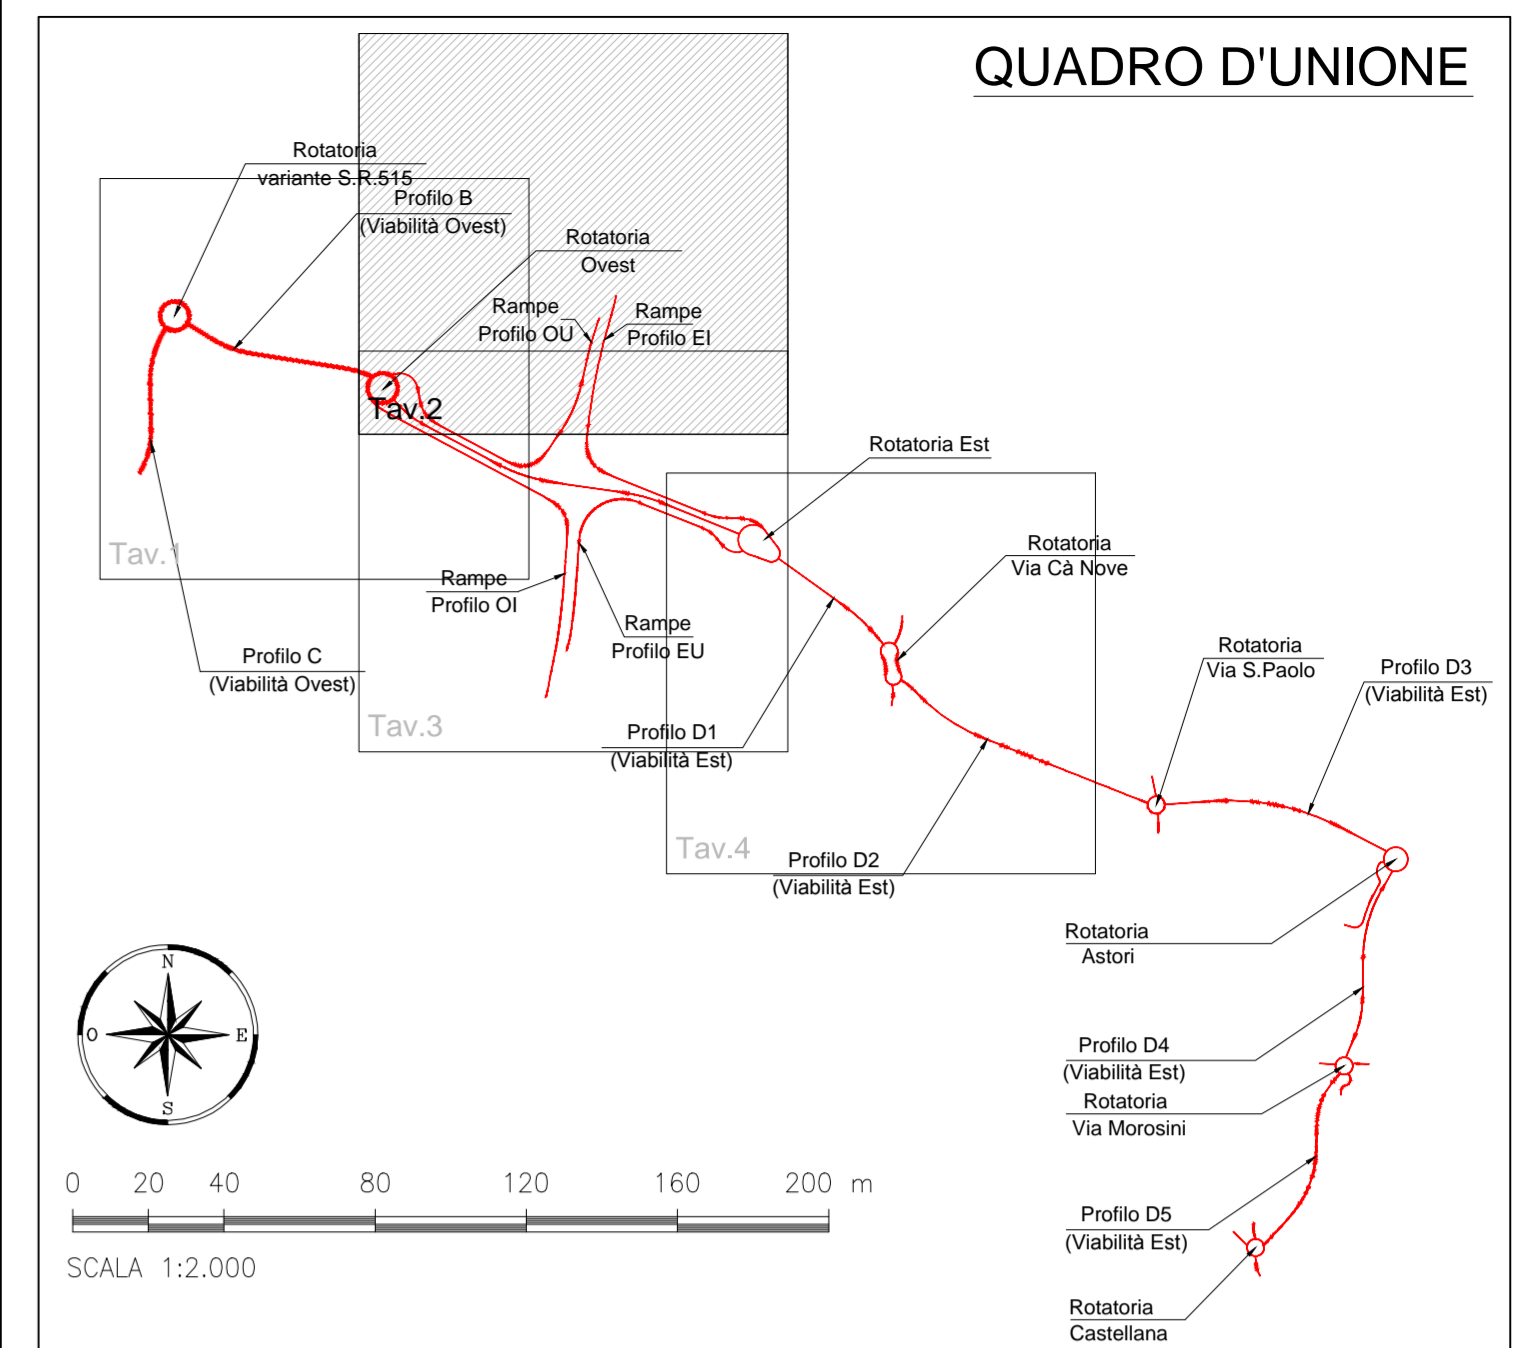 QUADRO D'UNIONE
Rotatoria
variante S.R.515
Profilo B
(Viabilità Ovest)
Rotatoria
Ovest
Rampe
Profilo OU
Rampe
Profilo EI
Tav.2
Rotatoria Est
Tav.1
Rotatoria
Via Cà Nove
Rampe
Profilo OI
Rampe
Profilo EU
Profilo C
(Viabilità Ovest)
Rotatoria
Via S.Paolo
Profilo D3
(Viabilità Est)
Tav.3
Profilo D1
(Viabilità Est)
Tav.4
Profilo D2
(Viabilità Est)
Rotatoria
Astori
N
O
E
S
Profilo D4
(Viabilità Est)
Rotatoria
Via Morosini
0 20 40 80 120 160 200 m
SCALA 1:2.000
Profilo D5
(Viabilità Est)
Rotatoria
Castellana